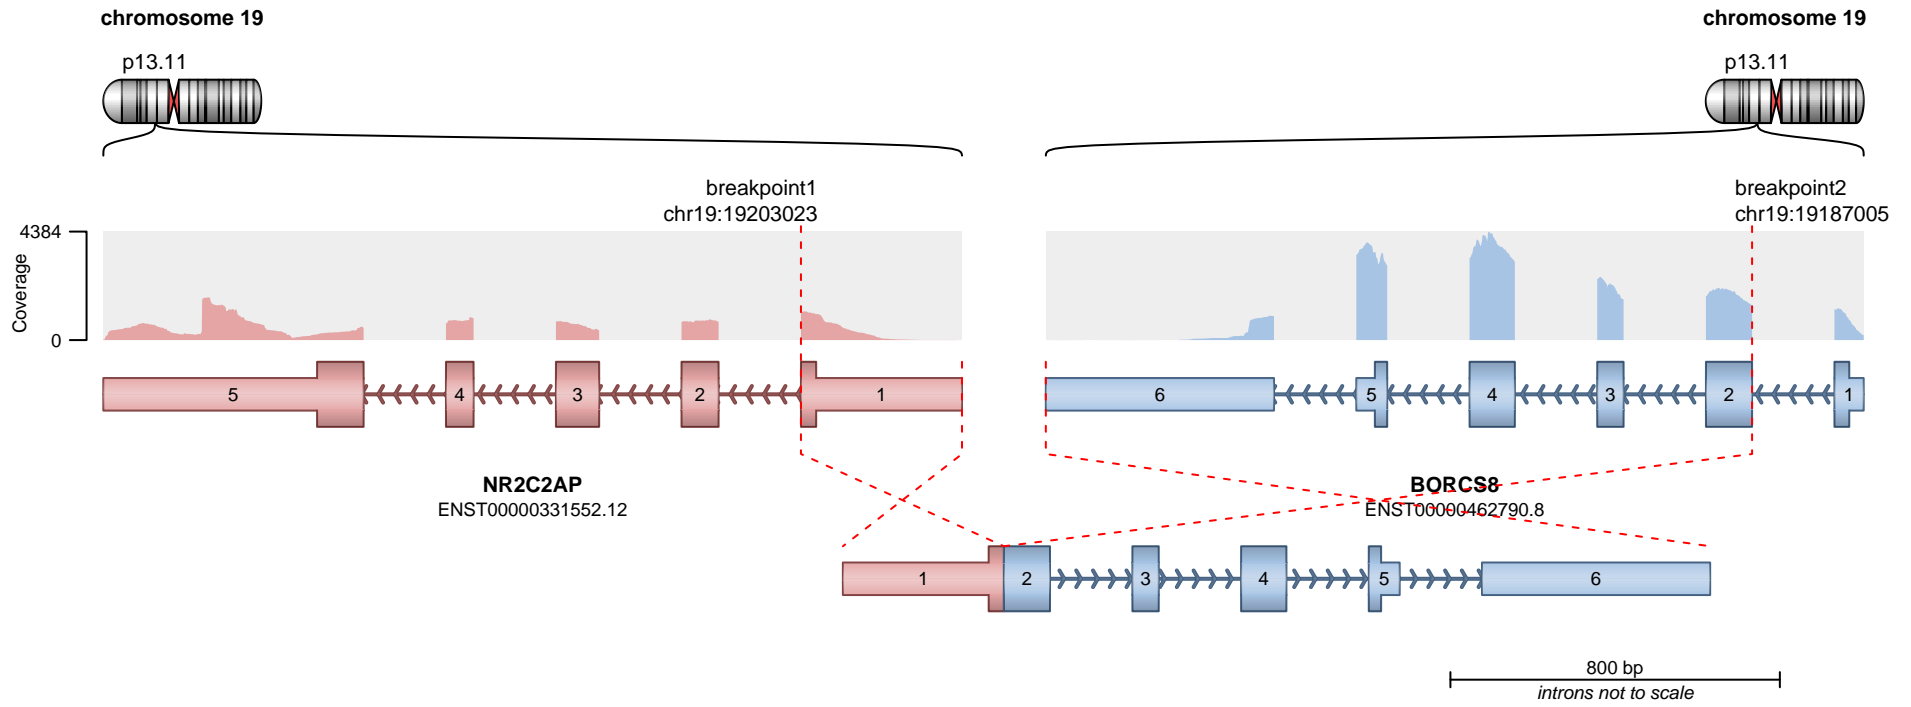 chromosome 19
chromosome 19
p13.11
p13.11
breakpoint1
chr19:19203023
breakpoint2
chr19:19187005
4384
0
Coverage
5 4 3 2 1
6 5 4 3 2 1
NR2C2AP
ENST00000331552.12
BORCS8
ENST00000462790.8
1 2 3 4 5 6
800 bp
introns not to scale